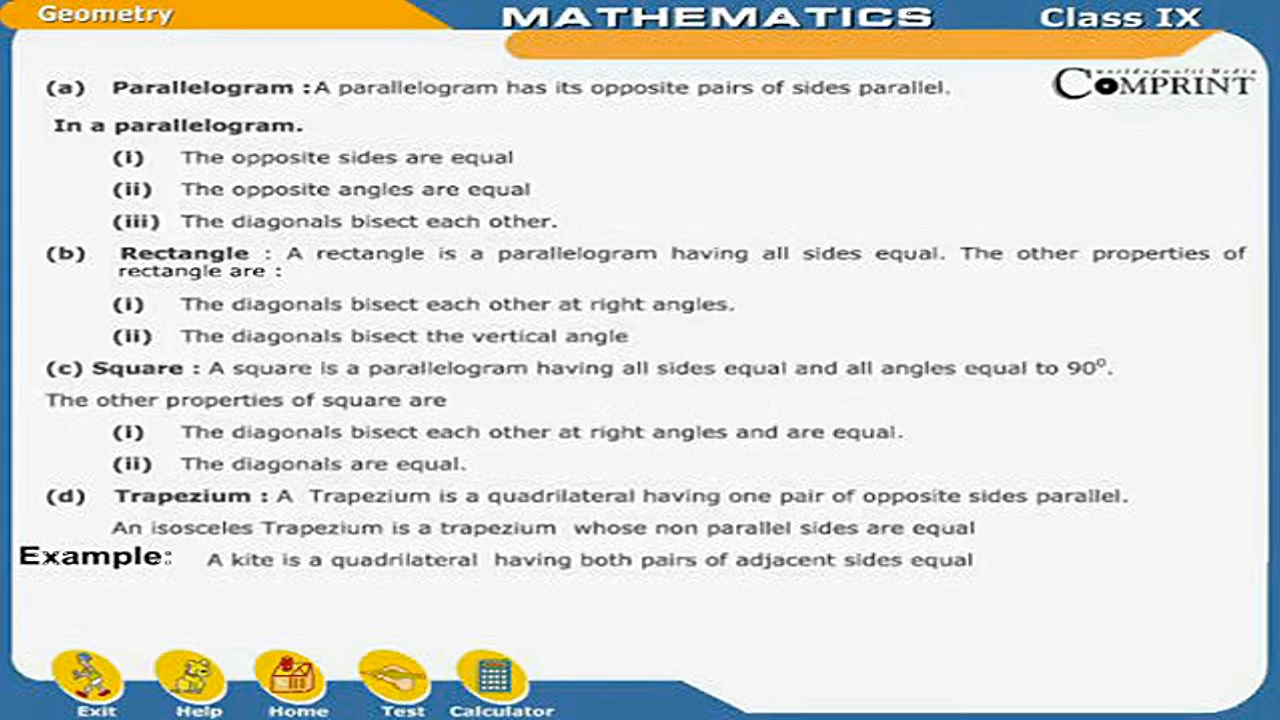 Geometry
MATHEMATICS
Class IX
world of multi Media
COMPRINT
(a) Parallelogram : A parallelogram has its opposite pairs of sides parallel.
In a parallelogram.
(i) The opposite sides are equal
(ii) The opposite angles are equal
(iii) The diagonals bisect each other.
(b) Rectangle : A rectangle is a parallelogram having all sides equal. The other properties of
rectangle are :
(i) The diagonals bisect each other at right angles.
(ii) The diagonals bisect the vertical angle
(c) Square : A square is a parallelogram having all sides equal and all angles equal to 90⁰.
The other properties of square are
(i) The diagonals bisect each other at right angles and are equal.
(ii) The diagonals are equal.
(d) Trapezium : A Trapezium is a quadrilateral having one pair of opposite sides parallel.
An isosceles Trapezium is a trapezium whose non parallel sides are equal
Example: A kite is a quadrilateral having both pairs of adjacent sides equal
Exit Help Home Test Calculator